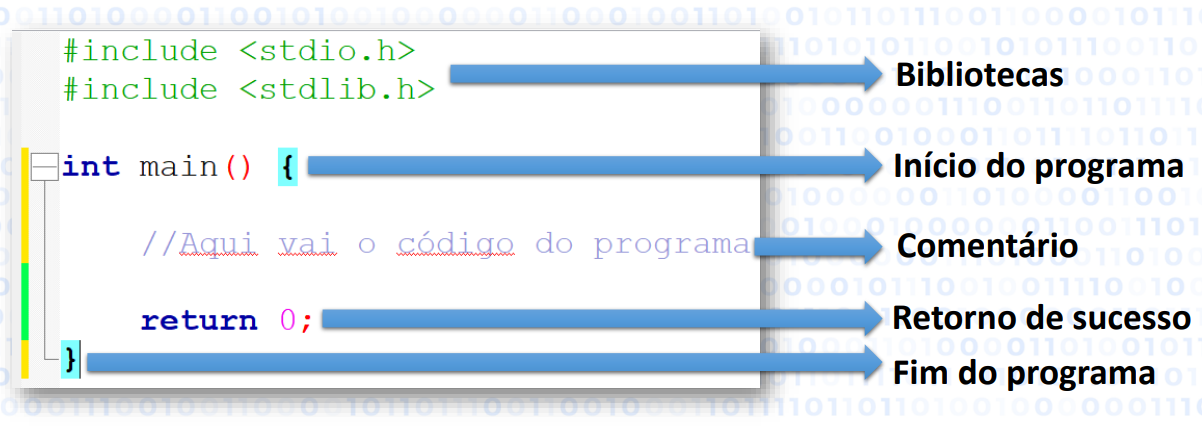 #include <stdio.h>
#include <stdlib.h>
Bibliotecas
int main() {
Início do programa
//Aqui vai o código do programa
Comentário
return 0;
Retorno de sucesso
}
Fim do programa